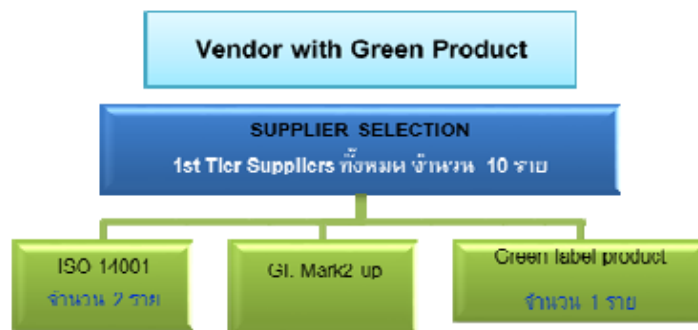 Vendor with Green Product
SUPPLIER SELECTION
1st Tier Suppliers ทั้งหมด จำนวน 10 ราย
ISO 14001
จำนวน 2 ราย
GI. Mark2 up
Green label product
จำนวน 1 ราย